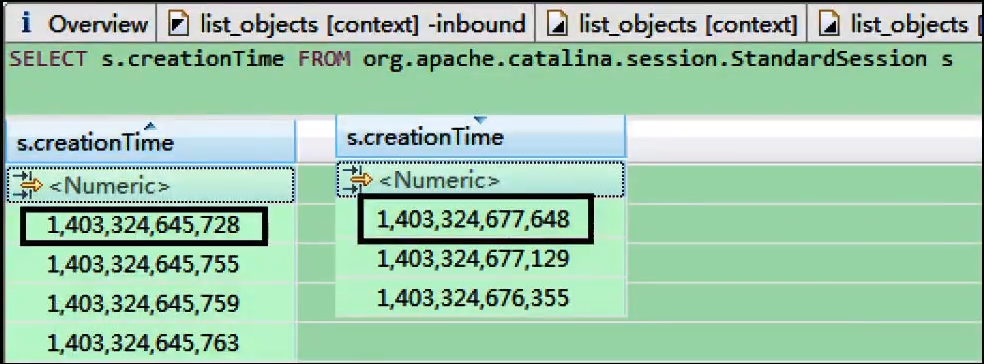 i Overview list_objects [context] -inbound list_objects [context] list_objects [
SELECT s.creationTime FROM org.apache.catalina.session.StandardSession s
s.creationTime
<Numeric>
1,403,324,645,728
1,403,324,645,755
1,403,324,645,759
1,403,324,645,763
s.creationTime
<Numeric>
1,403,324,677,648
1,403,324,677,129
1,403,324,676,355